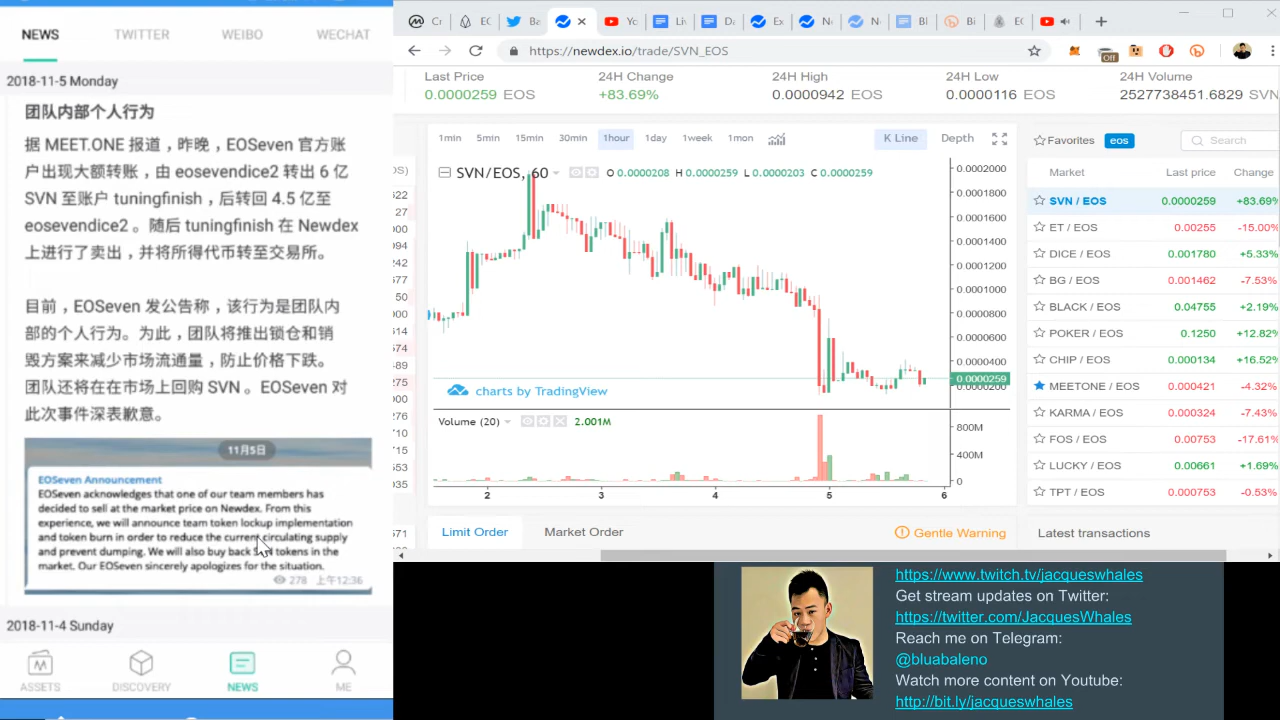 NEWS
TWITTER
WEIBO
WECHAT
2018-11-5 Monday
团队内部个人行为
据 MEET.ONE 报道，昨晚，EOSeven 官方账
户出现大额转账，由 eosevendice2 转出 6 亿
SVN 至账户 tuningfinish，后转回 4.5 亿至
eosevendice2 。随后 tuningfinish 在 Newdex
上进行了卖出，并将所得代币转至交易所。
目前，EOSeven 发公告称，该行为是团队内
部的个人行为。为此，团队将推出锁仓和销
毁方案来减少市场流通量，防止价格下跌。
团队还将在在市场上回购 SVN 。EOSeven 对
此次事件深表歉意。
11月5日
EOSeven Announcement
EOSeven acknowledges that one of our team members has
decided to sell at the market price on Newdex. From this
experience, we will announce team token lockup implementation
and token burn in order to reduce the current circulating supply
and prevent dumping. We will also buy back tokens in the
market. Our EOSeven sincerely apologizes for the situation.
278 上午12:36
2018-11-4 Sunday
ASSETS
DISCOVERY
NEWS
ME
https://newdex.io/trade/SVN_EOS
Off
Last Price
0.0000259 EOS
24H Change
+83.69%
24H High
0.0000942 EOS
24H Low
0.0000116 EOS
24H Volume
2527738451.6829 SVN
1min 5min 15min 30min 1hour 1day 1week 1mon
K Line Depth
SVN/EOS, 60 O 0.0000208 H 0.0000259 L 0.0000203 C 0.0000259
0.0002000
0.0001800
0.0001600
0.0001400
0.0001200
0.0001000
0.0000800
0.0000600
0.0000400
0.0000259
0.0000200
charts by TradingView
Volume (20) 2.001M
800M
400M
0
2 3 4 5 6
Limit Order Market Order Gentle Warning
Favorites eos Search
Market Last price Change
SVN / EOS 0.0000259 +83.69%
ET / EOS 0.00255 -15.00%
DICE / EOS 0.001780 +5.33%
BG / EOS 0.001462 -7.53%
BLACK / EOS 0.04755 +2.19%
POKER / EOS 0.1250 +12.82%
CHIP / EOS 0.000134 +16.52%
MEETONE / EOS 0.000421 -4.32%
KARMA / EOS 0.000324 -7.43%
FOS / EOS 0.00753 -17.61%
LUCKY / EOS 0.00661 +1.69%
TPT / EOS 0.000753 -0.53%
Latest transactions
https://www.twitch.tv/jacqueswhales
Get stream updates on Twitter:
https://twitter.com/JacquesWhales
Reach me on Telegram:
@bluabaleno
Watch more content on Youtube:
http://bit.ly/jacqueswhales